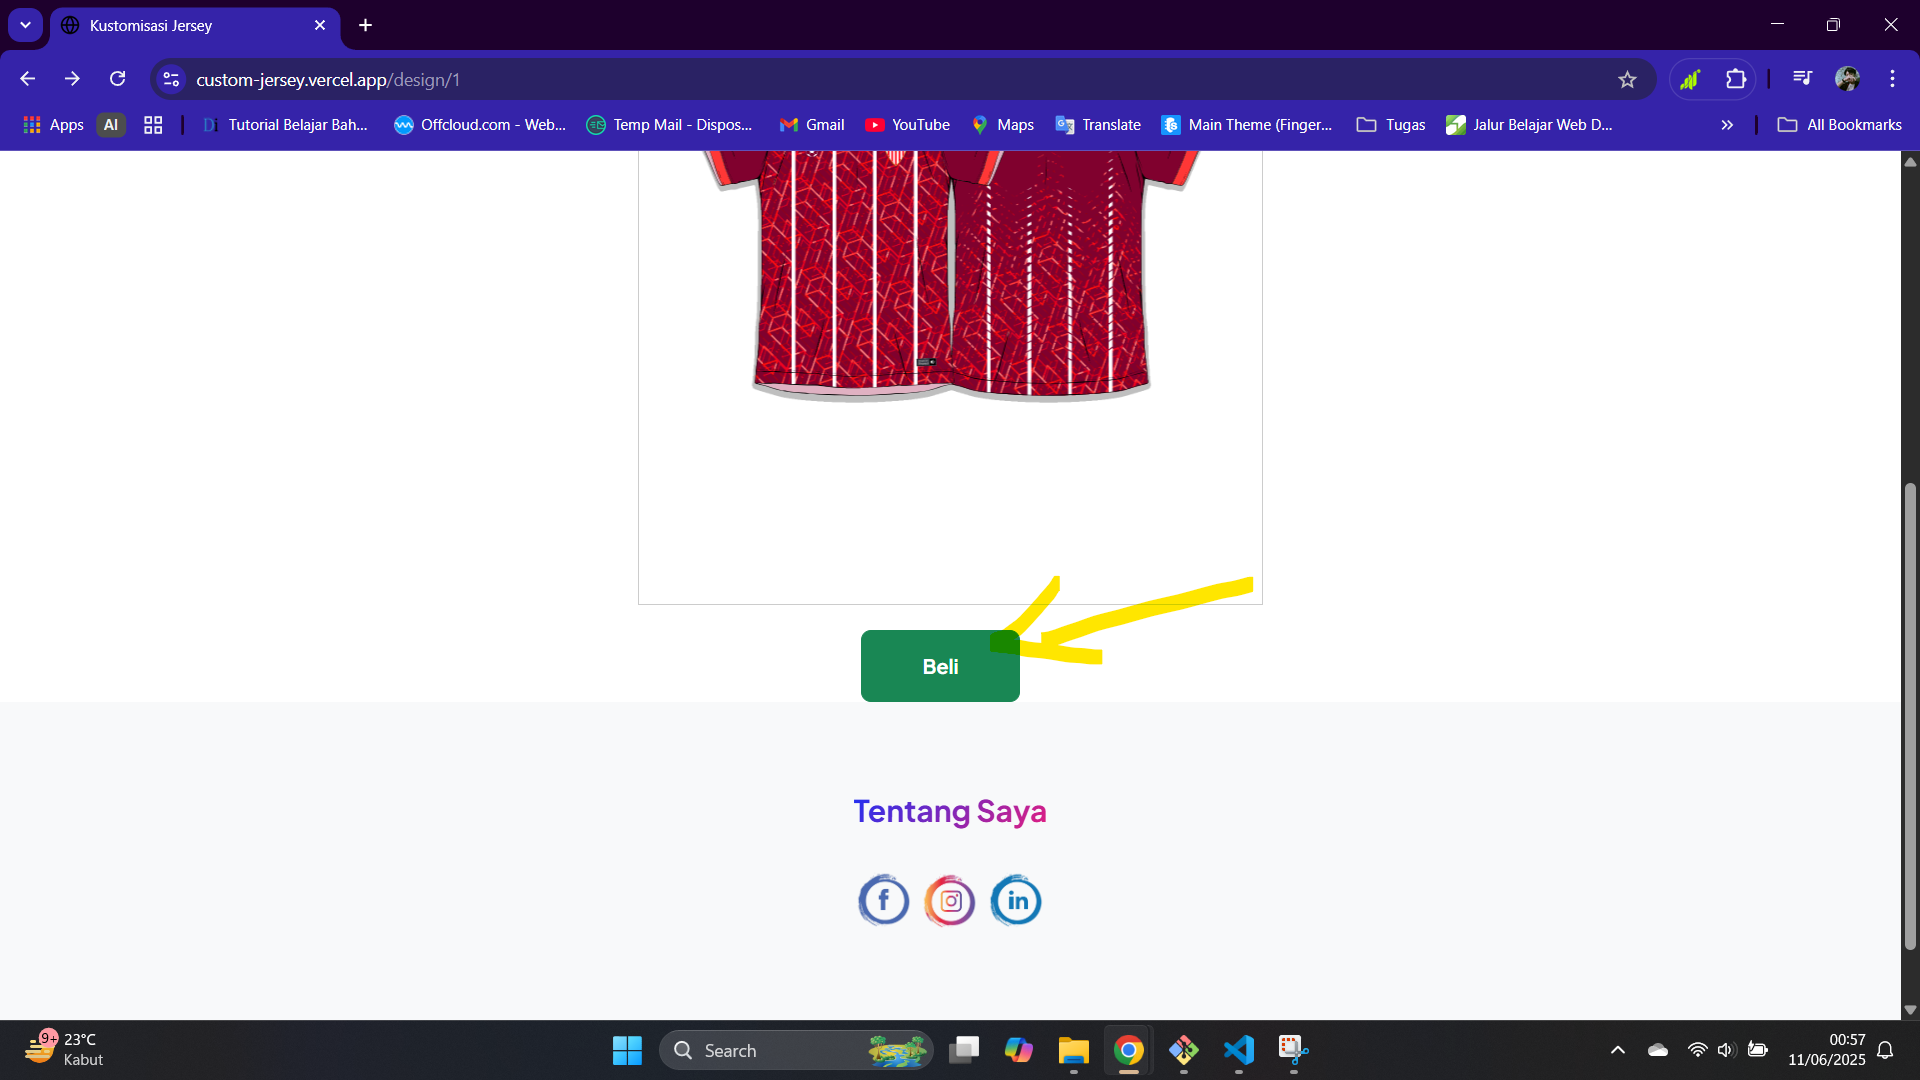 Kustomisasi Jersey
custom-jersey.vercel.app/design/1
Apps AI Di Tutorial Belajar Bah... Offcloud.com - Web... Temp Mail - Dispos... Gmail YouTube Maps Translate Main Theme (Finger... Tugas Jalur Belajar Web D... All Bookmarks
Beli
Tentang Saya
f in
9+ 23°C
Kabut
Search
00:57
11/06/2025